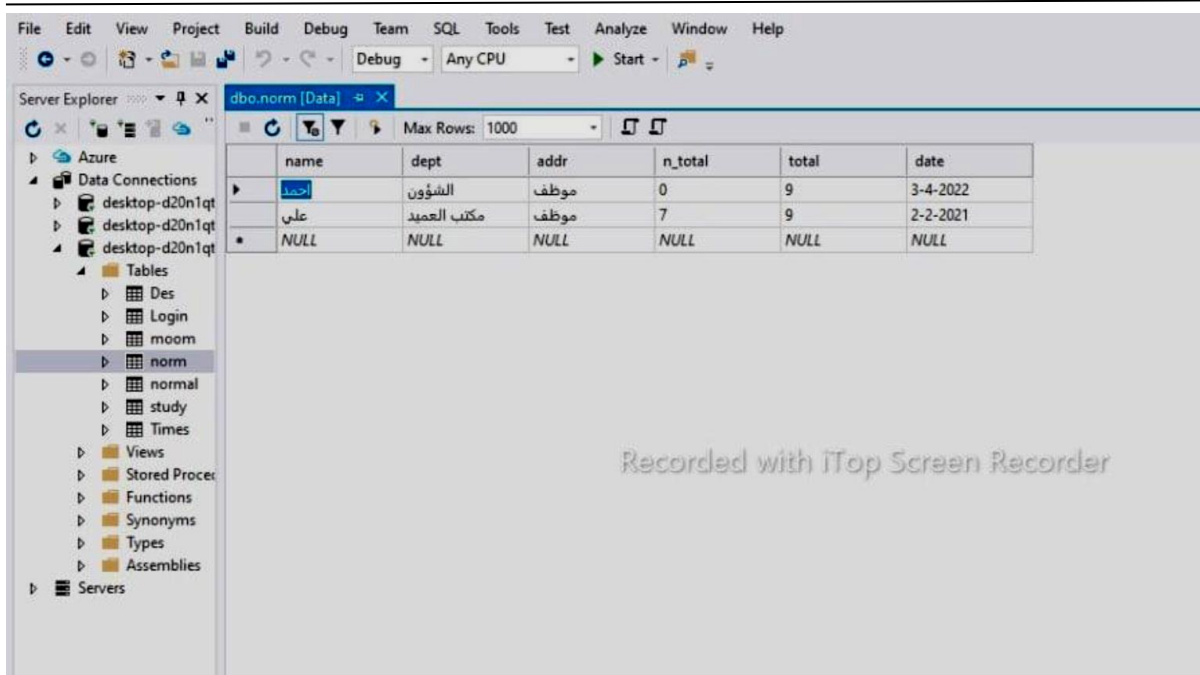 File Edit View Project Build Debug Team SQL Tools Test Analyze Window Help
Debug Any CPU Start
Server Explorer
dbo.norm [Data]
Max Rows: 1000
name dept addr n_total total date
احمد الشؤون موظف 0 9 3-4-2022
علي مكتب العميد موظف 7 9 2-2-2021
NULL NULL NULL NULL NULL NULL
Azure
Data Connections
desktop-d20n1qt
desktop-d20n1qt
desktop-d20n1qt
Tables
Des
Login
moom
norm
normal
study
Times
Views
Stored Proce
Functions
Synonyms
Types
Assemblies
Servers
Recorded with iTop Screen Recorder